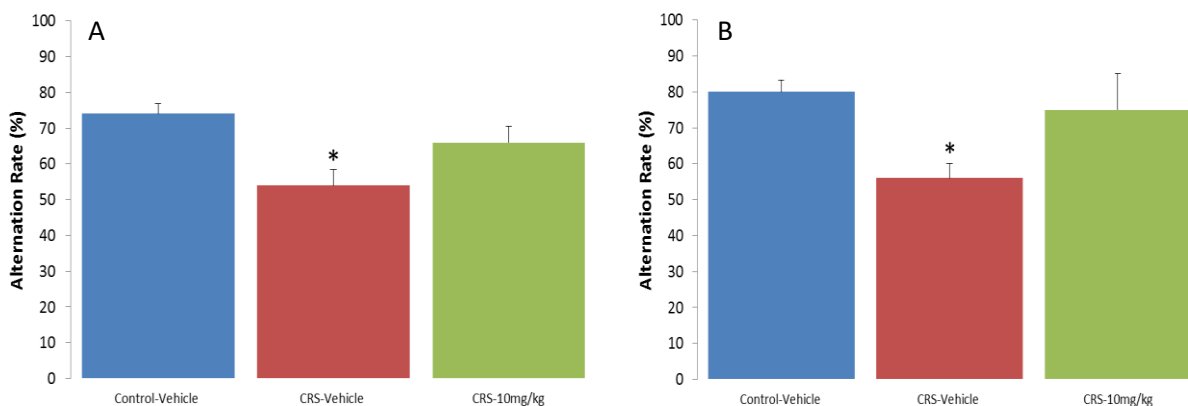 A
Alternation Rate (%)
100
90
80
70
60
50
40
30
20
10
0
*
Control-Vehicle
CRS-Vehicle
CRS-10mg/kg
B
Alternation Rate (%)
100
90
80
70
60
50
40
30
20
10
0
*
Control-Vehicle
CRS-Vehicle
CRS-10mg/kg